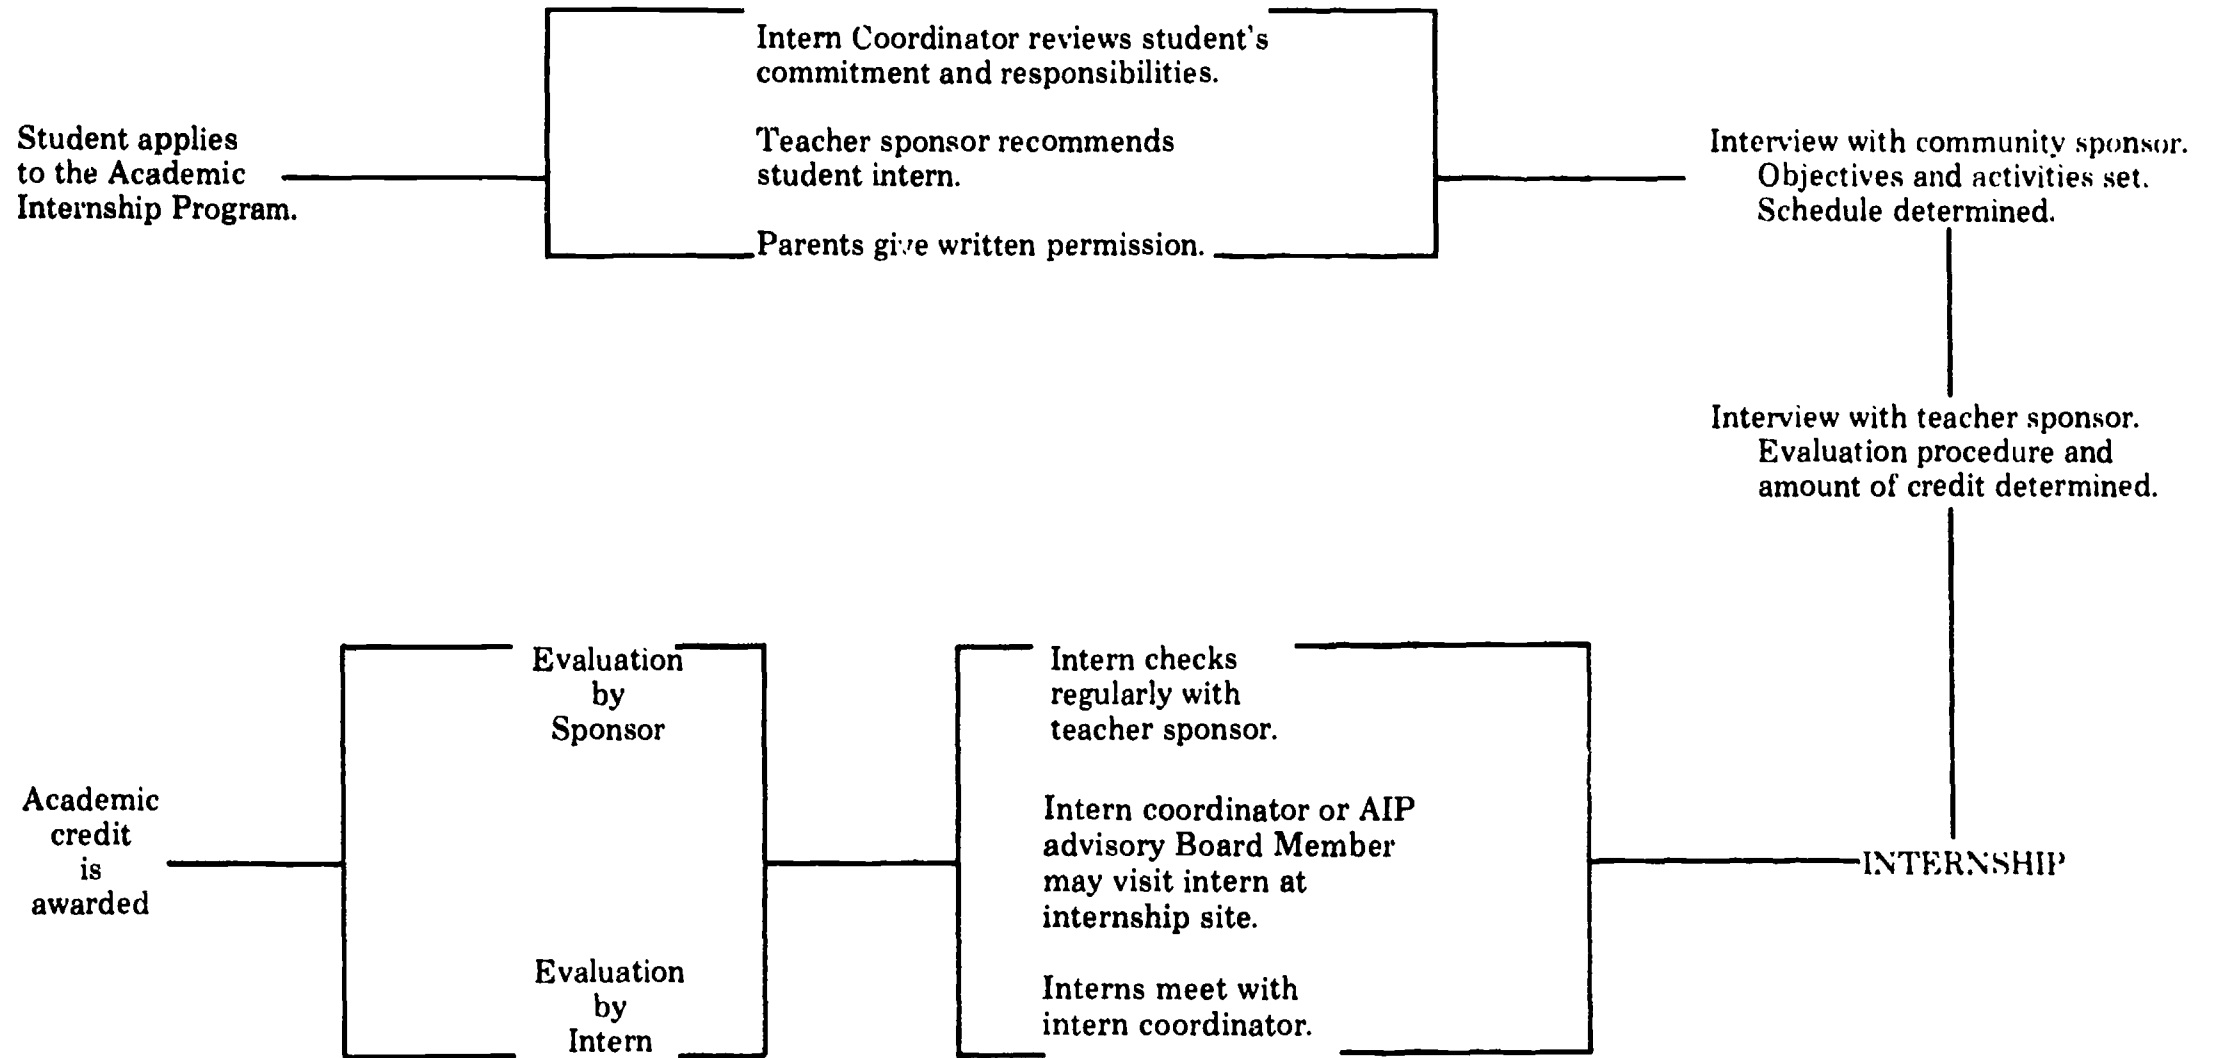 Student applies
to the Academic
Internship Program.
Intern Coordinator reviews student's
commitment and responsibilities.
Teacher sponsor recommends
student intern.
Parents give written permission.
Interview with community sponsor.
Objectives and activities set.
Schedule determined.
Interview with teacher sponsor.
Evaluation procedure and
amount of credit determined.
INTERNSHIP
Intern checks
regularly with
teacher sponsor.
Intern coordinator or AIP
advisory Board Member
may visit intern at
internship site.
Interns meet with
intern coordinator.
Evaluation
by
Sponsor
Evaluation
by
Intern
Academic
credit
is
awarded